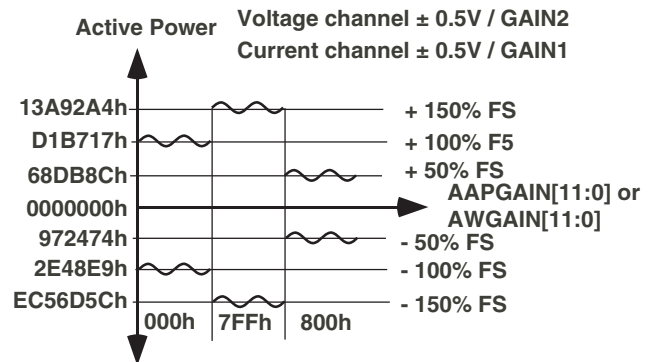 Active Power
Voltage channel ± 0.5V / GAIN2
Current channel ± 0.5V / GAIN1
13A92A4h
+ 150% FS
D1B717h
+ 100% F5
68DB8Ch
+ 50% FS
0000000h
AAPGAIN[11:0] or
AWGAIN[11:0]
972474h
- 50% FS
2E48E9h
- 100% FS
EC56D5Ch
- 150% FS
000h
7FFh
800h